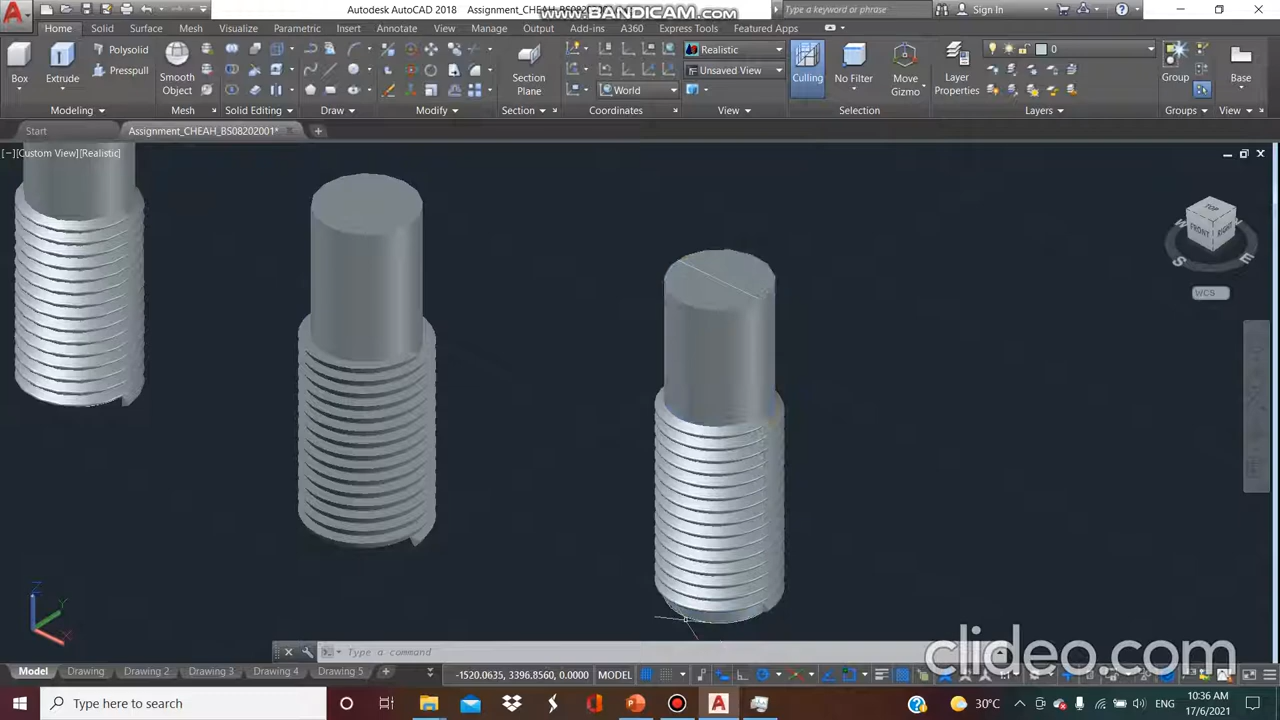 Autodesk AutoCAD 2018 Assignment_CHEAH_BS08202
www.BANDICAM.com
Type a keyword or phrase
Sign In
Home Solid Surface Mesh Visualize Parametric Insert Annotate View Manage Output Add-ins A360 Express Tools Featured Apps
Box
Extrude
Polysolid
Presspull
Smooth Object
Section Plane
World
Realistic
Unsaved View
Culling
No Filter
Move Gizmo
Layer Properties
0
Group
Base
Modeling Mesh Solid Editing Draw Modify Section Coordinates View Selection Layers Groups View
Start Assignment_CHEAH_BS08202001*
[−][Custom View][Realistic]
TOP
FRONT
RIGHT
W
S
E
WCS
Z
Y
X
Type a command
clideo.com
Model Drawing Drawing 2 Drawing 3 Drawing 4 Drawing 5
-1520.0635, 3396.8560, 0.0000 MODEL
Type here to search
30°C
ENG
10:36 AM
17/6/2021